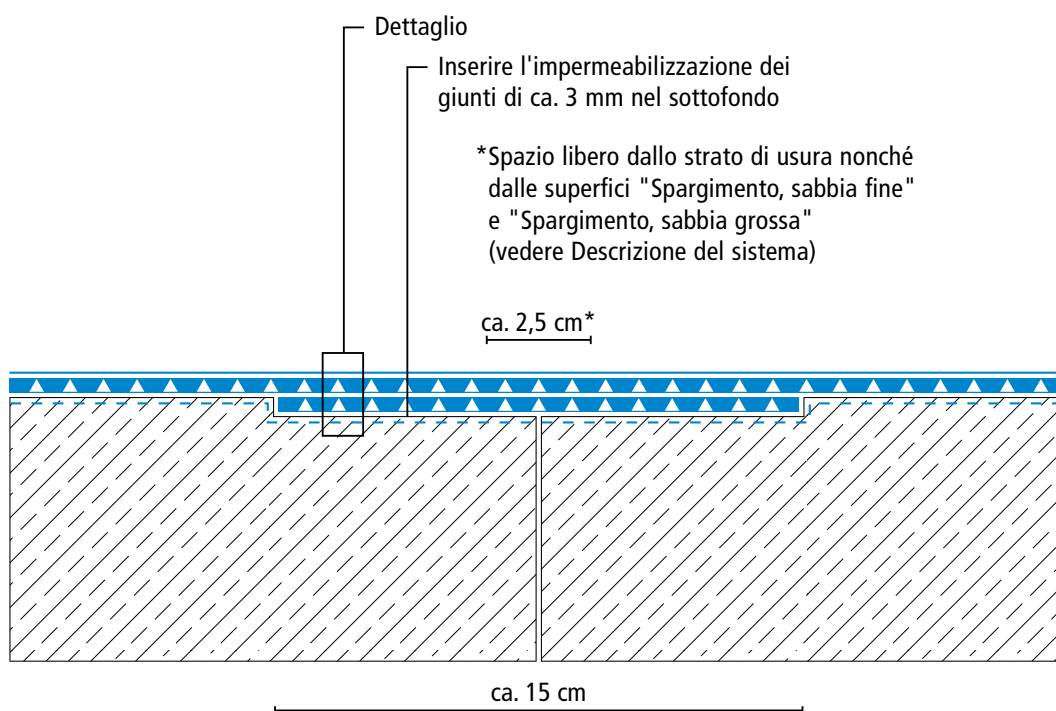 Dettaglio
Inserire l'impermeabilizzazione dei
giunti di ca. 3 mm nel sottofondo
*Spazio libero dallo strato di usura nonché
dalle superfici "Spargimento, sabbia fine"
e "Spargimento, sabbia grossa"
(vedere Descrizione del sistema)
ca. 2,5 cm*
ca. 15 cm